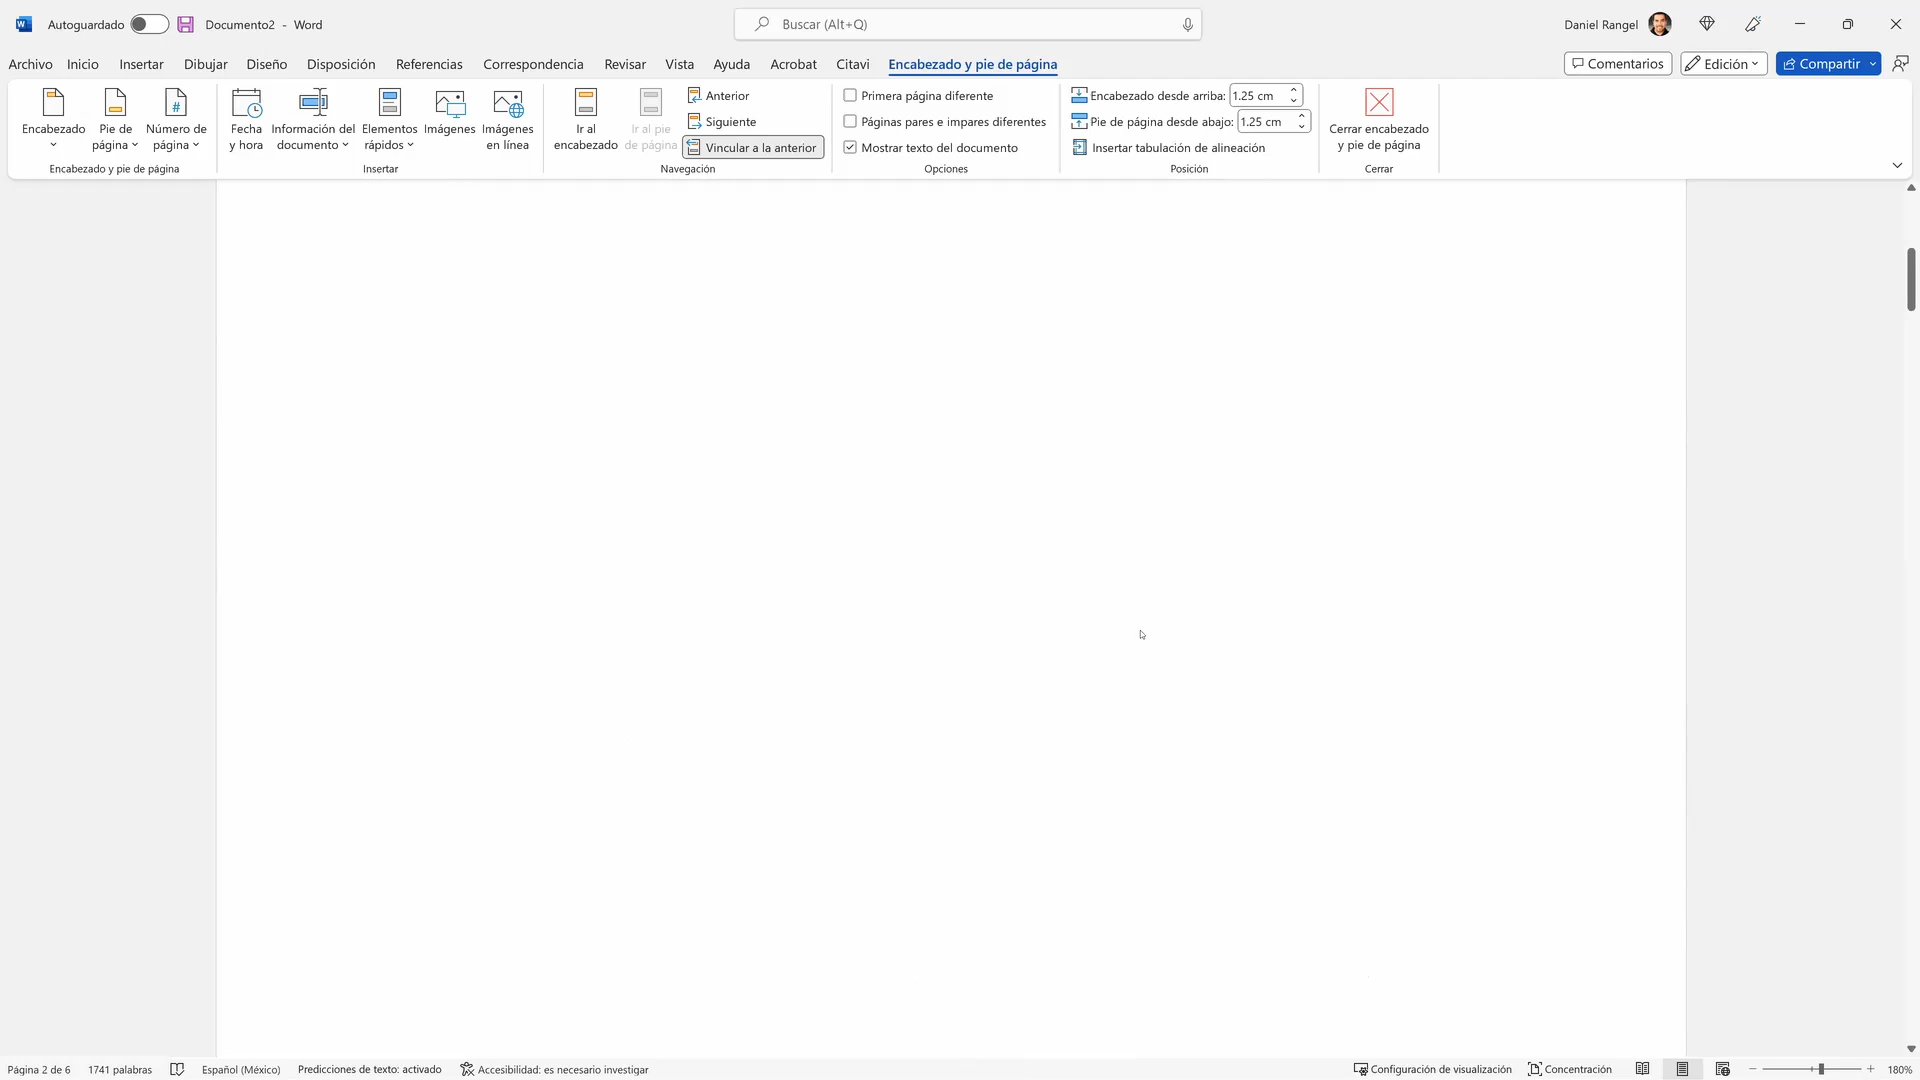 Autoguardado Documento2 - Word Buscar (Alt+Q) Daniel Rangel
Archivo Inicio Insertar Dibujar Diseño Disposición Referencias Correspondencia Revisar Vista Ayuda Acrobat Citavi Encabezado y pie de página Comentarios Edición Compartir
Encabezado
Pie de página
Número de página
Encabezado y pie de página
Fecha y hora
Información del documento
Elementos rápidos
Imágenes
Imágenes en línea
Insertar
Ir al encabezado
Ir al pie de página
Anterior
Siguiente
Vincular a la anterior
Navegación
Primera página diferente
Páginas pares e impares diferentes
Mostrar texto del documento
Opciones
Encabezado desde arriba: 1.25 cm
Pie de página desde abajo: 1.25 cm
Insertar tabulación de alineación
Posición
Cerrar encabezado y pie de página
Cerrar
Página 2 de 6 1741 palabras Español (México) Predicciones de texto: activado Accesibilidad: es necesario investigar Configuración de visualización Concentración 180%